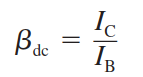 β_dc = I_C / I_B